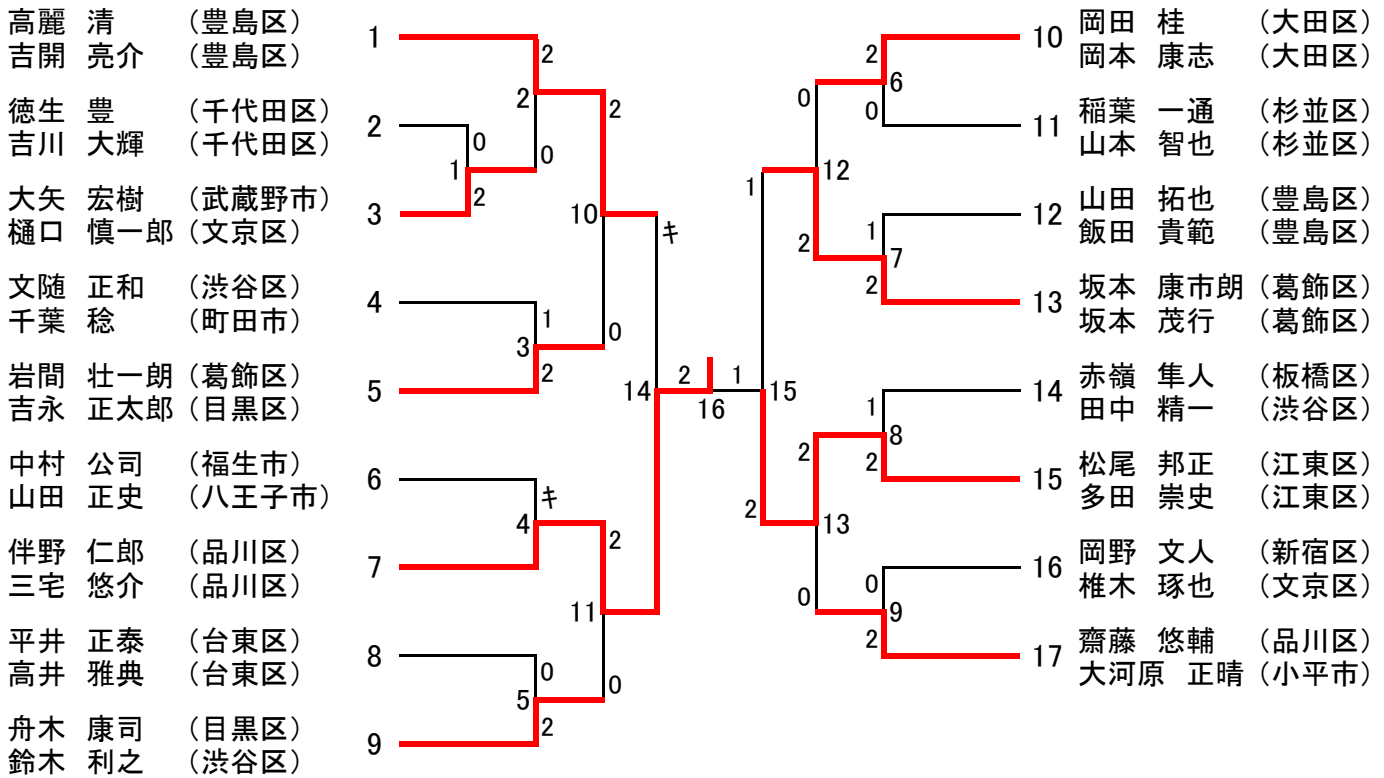 高麗 清 （豊島区）
吉開 亮介 （豊島区）
1
徳生 豊 （千代田区）
吉川 大輝 （千代田区）
2
大矢 宏樹 （武蔵野市）
樋口 慎一郎 （文京区）
3
文随 正和 （渋谷区）
千葉 稔 （町田市）
4
岩間 壮一朗 （葛飾区）
吉永 正太郎 （目黒区）
5
中村 公司 （福生市）
山田 正史 （八王子市）
6
伴野 仁郎 （品川区）
三宅 悠介 （品川区）
7
平井 正泰 （台東区）
高井 雅典 （台東区）
8
舟木 康司 （目黒区）
鈴木 利之 （渋谷区）
9
2
2
0
0
1
2
2
10
1
3
2
0
キ
キ
4
2
11
0
5
2
0
14
2
16
1
15
10 岡田 桂 （大田区）
岡本 康志 （大田区）
11 稲葉 一通 （杉並区）
山本 智也 （杉並区）
12 山田 拓也 （豊島区）
飯田 貴範 （豊島区）
13 坂本 康市朗 （葛飾区）
坂本 茂行 （葛飾区）
14 赤嶺 隼人 （板橋区）
田中 精一 （渋谷区）
15 松尾 邦正 （江東区）
多田 崇史 （江東区）
16 岡野 文人 （新宿区）
椎木 琢也 （文京区）
17 齋藤 悠輔 （品川区）
大河原 正晴 （小平市）
2
6
0
0
12
1
2
1
7
2
1
8
2
2
2
13
0
0
9
2